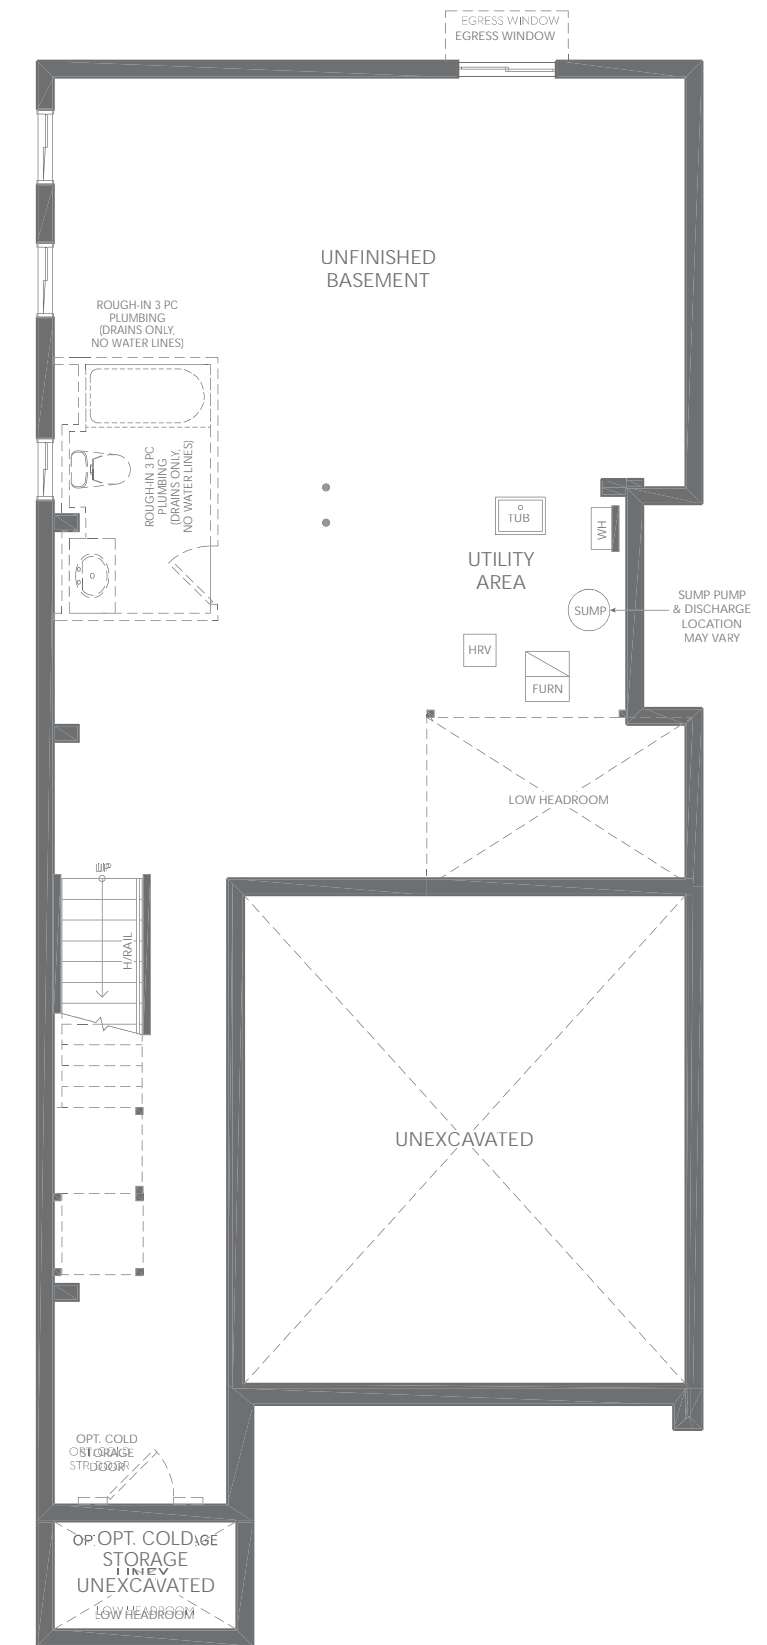 EGRESS WINDOW
EGRESS WINDOW
UNFINISHED
BASEMENT
ROUGH-IN 3 PC
PLUMBING
(DRAINS ONLY,
NO WATER LINES)
ROUGH-IN 3 PC
PLUMBING
(DRAINS ONLY,
NO WATER LINES)
TUB
WH
UTILITY
AREA
SUMP
SUMP PUMP
& DISCHARGE
LOCATION
MAY VARY
HRV
FURN
LOW HEADROOM
UP
H/RAIL
UNEXCAVATED
OPT. COLD
STORAGE
DOOR
OPT. COLD
STORAGE
UNEXCAVATED
LOW HEADROOM